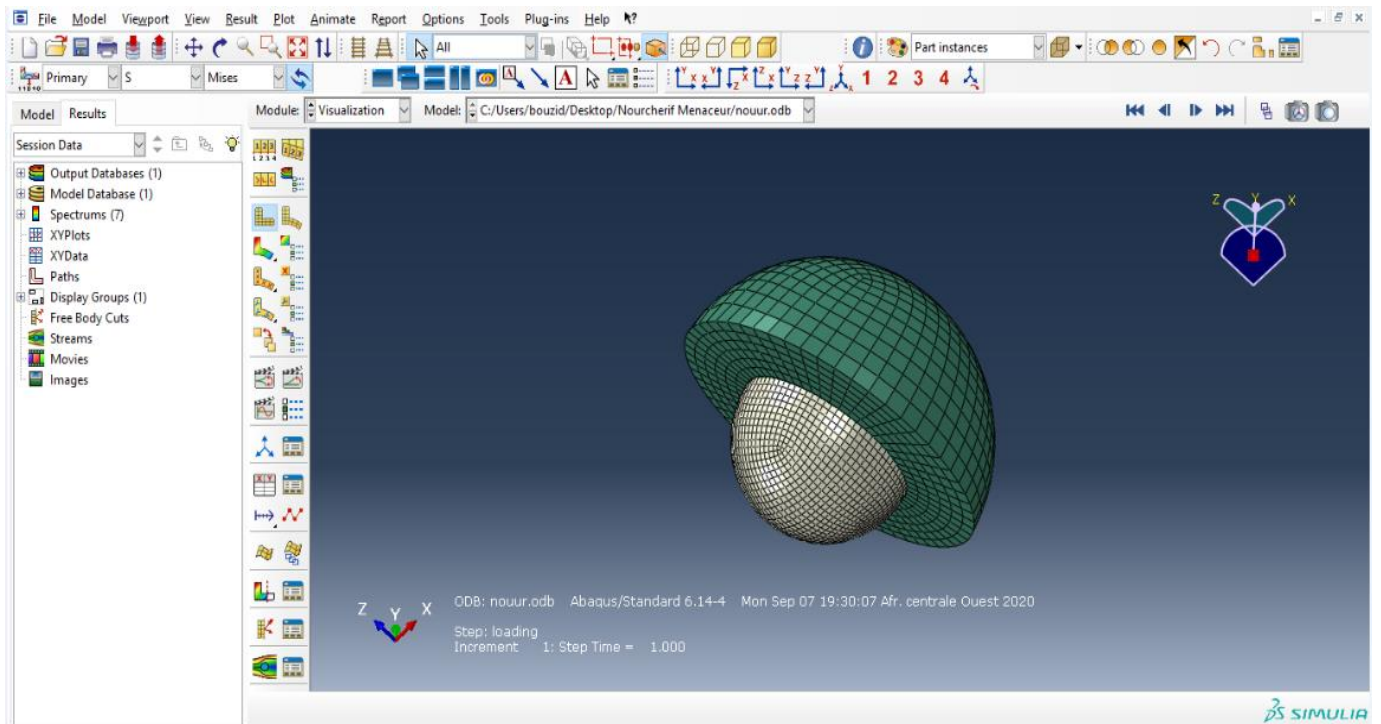 File Model Viewport View Result Plot Animate Report Options Tools Plug-ins Help
All Part instances
Primary S Mises 1 2 3 4
Model Results Module: Visualization Model: C:/Users/bouzid/Desktop/Nourcherif Menaceur/nouur.odb
Session Data
Output Databases (1)
Model Database (1)
Spectrums (7)
XYPlots
XYData
Paths
Display Groups (1)
Free Body Cuts
Streams
Movies
Images
Z Y X
Z Y X
ODB: nouur.odb Abaqus/Standard 6.14-4 Mon Sep 07 19:30:07 Afr. centrale Ouest 2020
Step: loading
Increment 1: Step Time = 1.000
SIMULIA